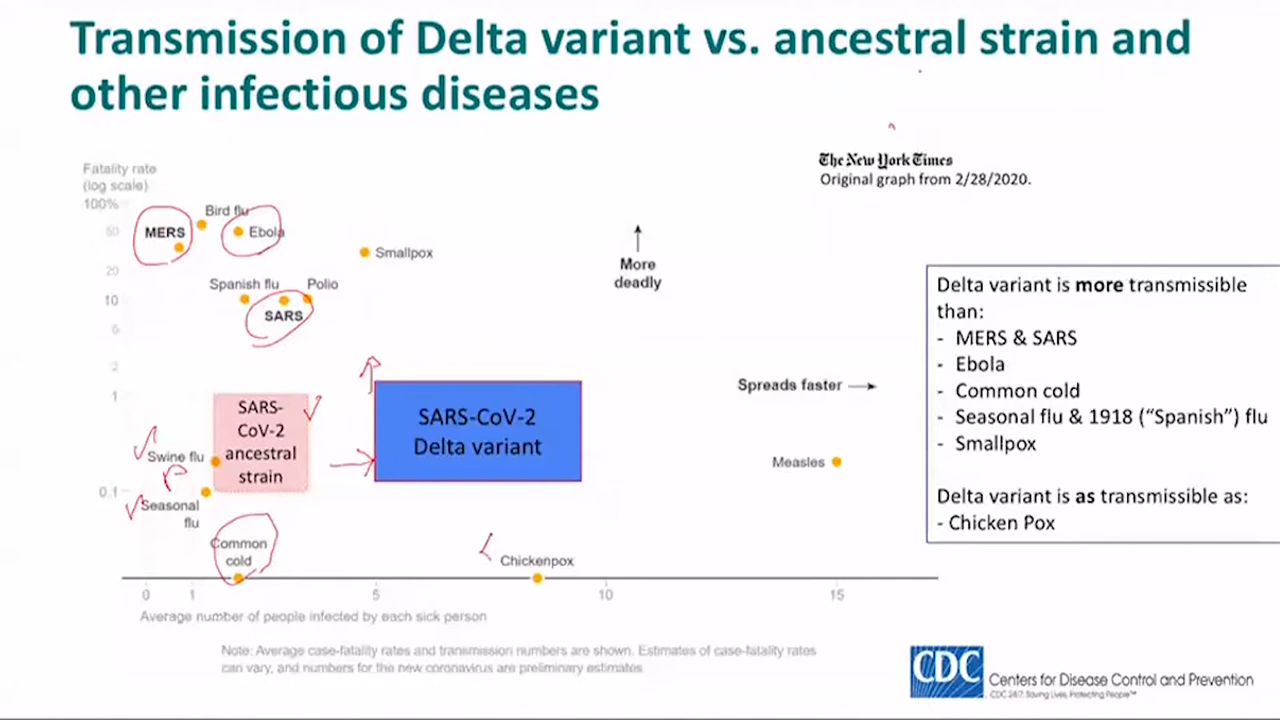 Transmission of Delta variant vs. ancestral strain and
other infectious diseases
The New York Times
Original graph from 2/28/2020.
Fatality rate
(log scale)
100%
50
20
10
5
2
1
0.1
MERS
Bird flu
Ebola
Smallpox
Spanish flu
Polio
SARS
More
deadly
Spreads faster
SARS-
CoV-2
ancestral
strain
SARS-CoV-2
Delta variant
Swine flu
Seasonal
flu
Common
cold
Chickenpox
Measles
0
1
5
10
15
Average number of people infected by each sick person
Note: Average case-fatality rates and transmission numbers are shown. Estimates of case-fatality rates
can vary, and numbers for the new coronavirus are preliminary estimates
Delta variant is more transmissible
than:
- MERS & SARS
- Ebola
- Common cold
- Seasonal flu & 1918 (“Spanish”) flu
- Smallpox
Delta variant is as transmissible as:
- Chicken Pox
CDC
Centers for Disease Control and Prevention
CDC 24/7: Saving Lives, Protecting People™